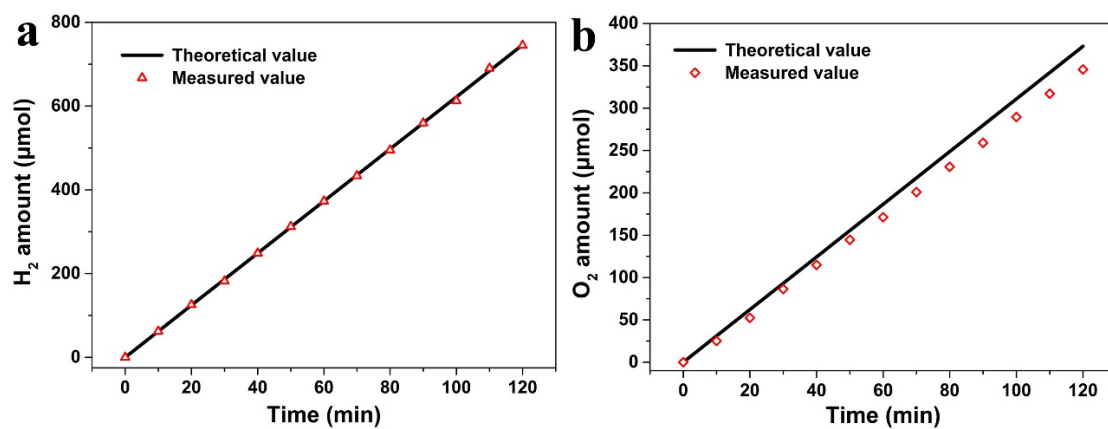 a
Theoretical value
Measured value
H₂ amount (μmol)
800
600
400
200
0
0 20 40 60 80 100 120
Time (min)
b
Theoretical value
Measured value
O₂ amount (μmol)
400
350
300
250
200
150
100
50
0
0 20 40 60 80 100 120
Time (min)